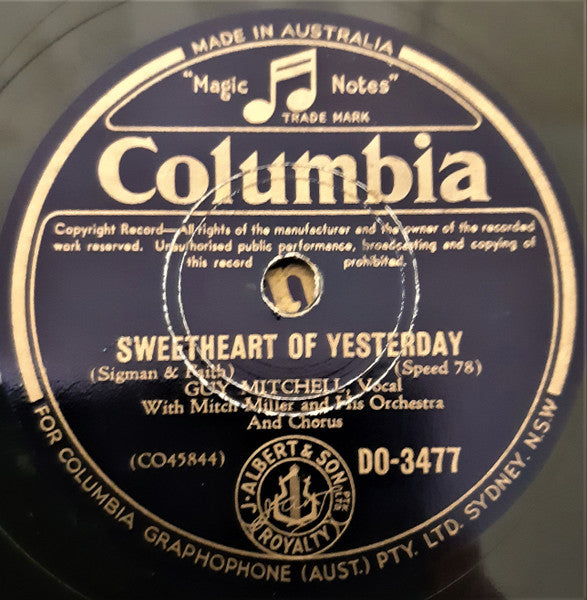 MADE IN AUSTRALIA
"Magic Notes"
TRADE MARK
Columbia
Copyright Record—All rights of the manufacturer and the owner of the recorded
work reserved. Unauthorised public performance, broadcasting and copying of
this record prohibited.
SWEETHEART OF YESTERDAY
(Sigman & Faith) (Speed 78)
GUY MITCHELL, Vocal
With Mitch Miller and His Orchestra
And Chorus
(CO45844) DO-3477
J. ALBERT & SON PTY LTD
ROYALTY
FOR COLUMBIA GRAPHOPHONE (AUST.) PTY. LTD. SYDNEY. N.S.W